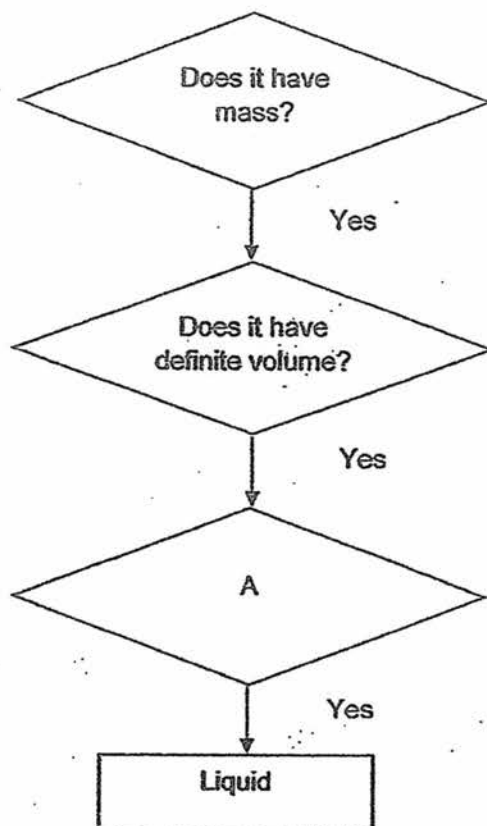 Does it have
mass?
Yes
Does it have
definite volume?
Yes
A
Yes
Liquid